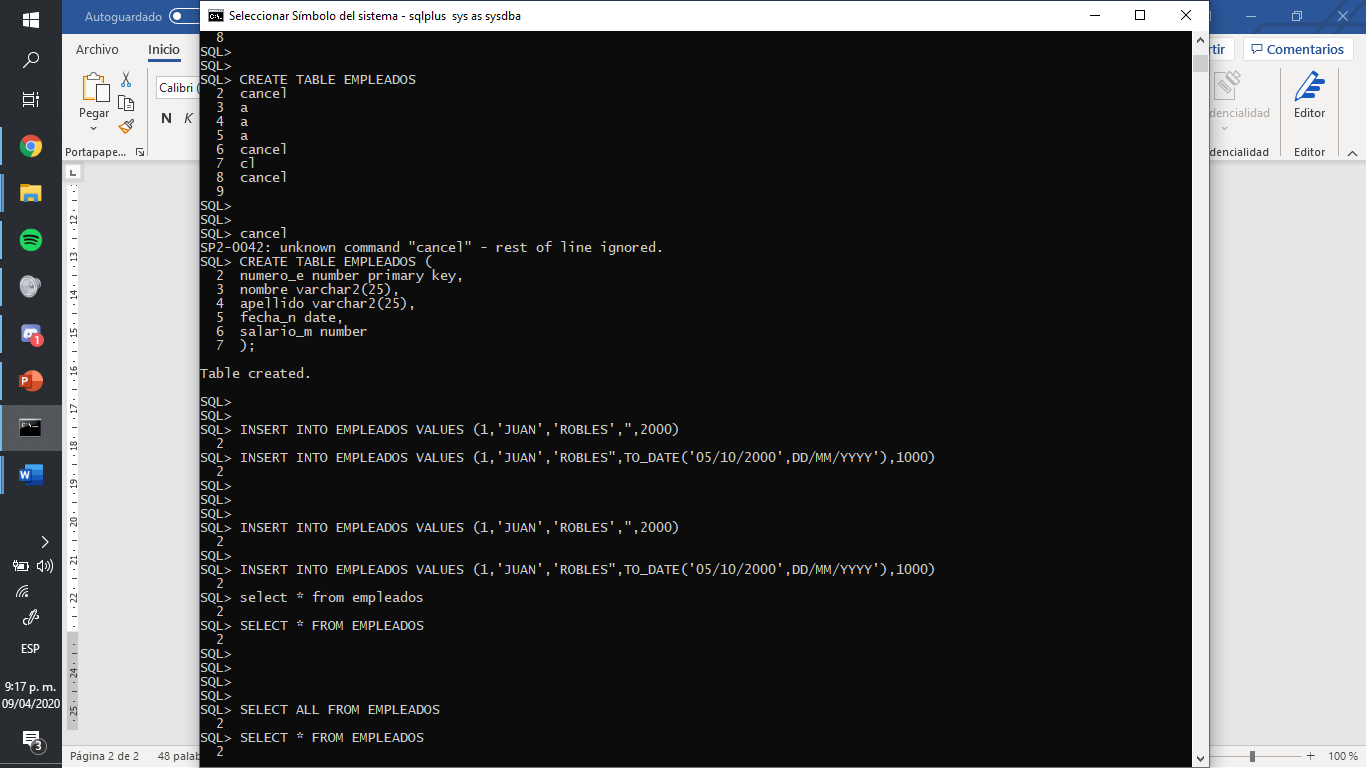 Autoguardado
Seleccionar Símbolo del sistema - sqlplus  sys as sysdba
Archivo
Inicio
Comentarios
Pegar
Calibri (
N K
Portapape...
Editor
dencialidad
Editor
8
SQL>
SQL>
SQL> CREATE TABLE EMPLEADOS
2 cancel
3 a
4 a
5 a
6 cancel
7 cl
8 cancel
9
SQL>
SQL>
SQL> cancel
SP2-0042: unknown command "cancel" - rest of line ignored.
SQL> CREATE TABLE EMPLEADOS (
2 numero_e number primary key,
3 nombre varchar2(25),
4 apellido varchar2(25),
5 fecha_n date,
6 salario_m number
7 );
Table created.
SQL>
SQL>
SQL> INSERT INTO EMPLEADOS VALUES (1,'JUAN','ROBLES',",2000)
2
SQL> INSERT INTO EMPLEADOS VALUES (1,'JUAN','ROBLES",TO_DATE('05/10/2000',DD/MM/YYYY'),1000)
2
SQL>
SQL>
SQL>
SQL> INSERT INTO EMPLEADOS VALUES (1,'JUAN','ROBLES',",2000)
2
SQL>
SQL> INSERT INTO EMPLEADOS VALUES (1,'JUAN','ROBLES",TO_DATE('05/10/2000',DD/MM/YYYY'),1000)
2
SQL> select * from empleados
2
SQL> SELECT * FROM EMPLEADOS
2
SQL>
SQL>
SQL>
SQL>
SQL> SELECT ALL FROM EMPLEADOS
2
SQL> SELECT * FROM EMPLEADOS
2
ESP
9:17 p. m.
09/04/2020
3
Página 2 de 2
48 palab
100 %